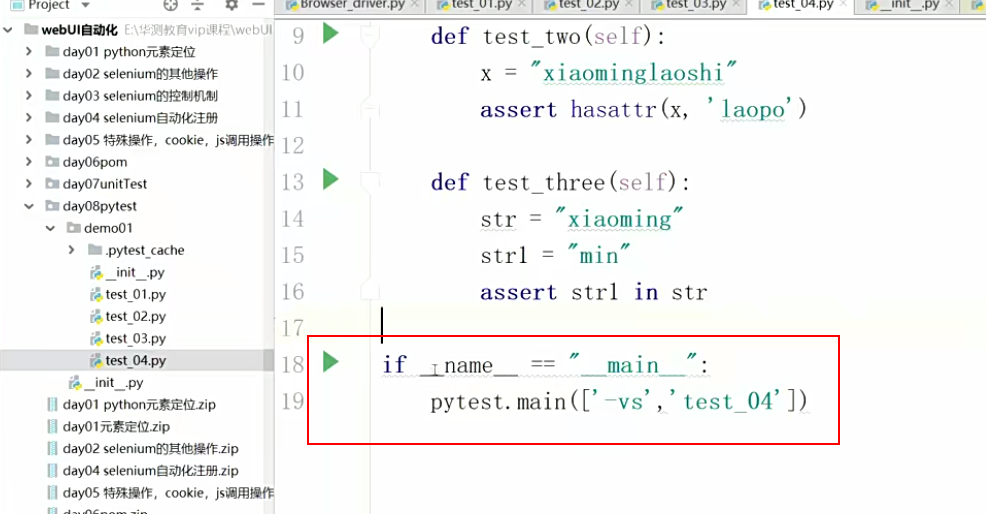 Project
Browser_driver.py
test_01.py
test_02.py
test_03.py
test_04.py
__init__.py
webUI自动化 E:\华测教育vip课程\webUI
day01 python元素定位
day02 selenium的其他操作
day03 selenium的控制机制
day04 selenium自动化注册
day05 特殊操作，cookie，js调用操作
day06pom
day07unitTest
day08pytest
demo01
.pytest_cache
__init__.py
test_01.py
test_02.py
test_03.py
test_04.py
__init__.py
day01 python元素定位.zip
day01元素定位.zip
day02 selenium的其他操作.zip
day04 selenium自动化注册.zip
day05 特殊操作，cookie，js调用操作
day06pom.zip
9 def test_two(self):
10 x = "xiaominglaoshi"
11 assert hasattr(x, 'laopo')
12
13 def test_three(self):
14 str = "xiaoming"
15 str1 = "min"
16 assert str1 in str
17
18 if __name__ == "__main__":
19 pytest.main(['-vs','test_04'])